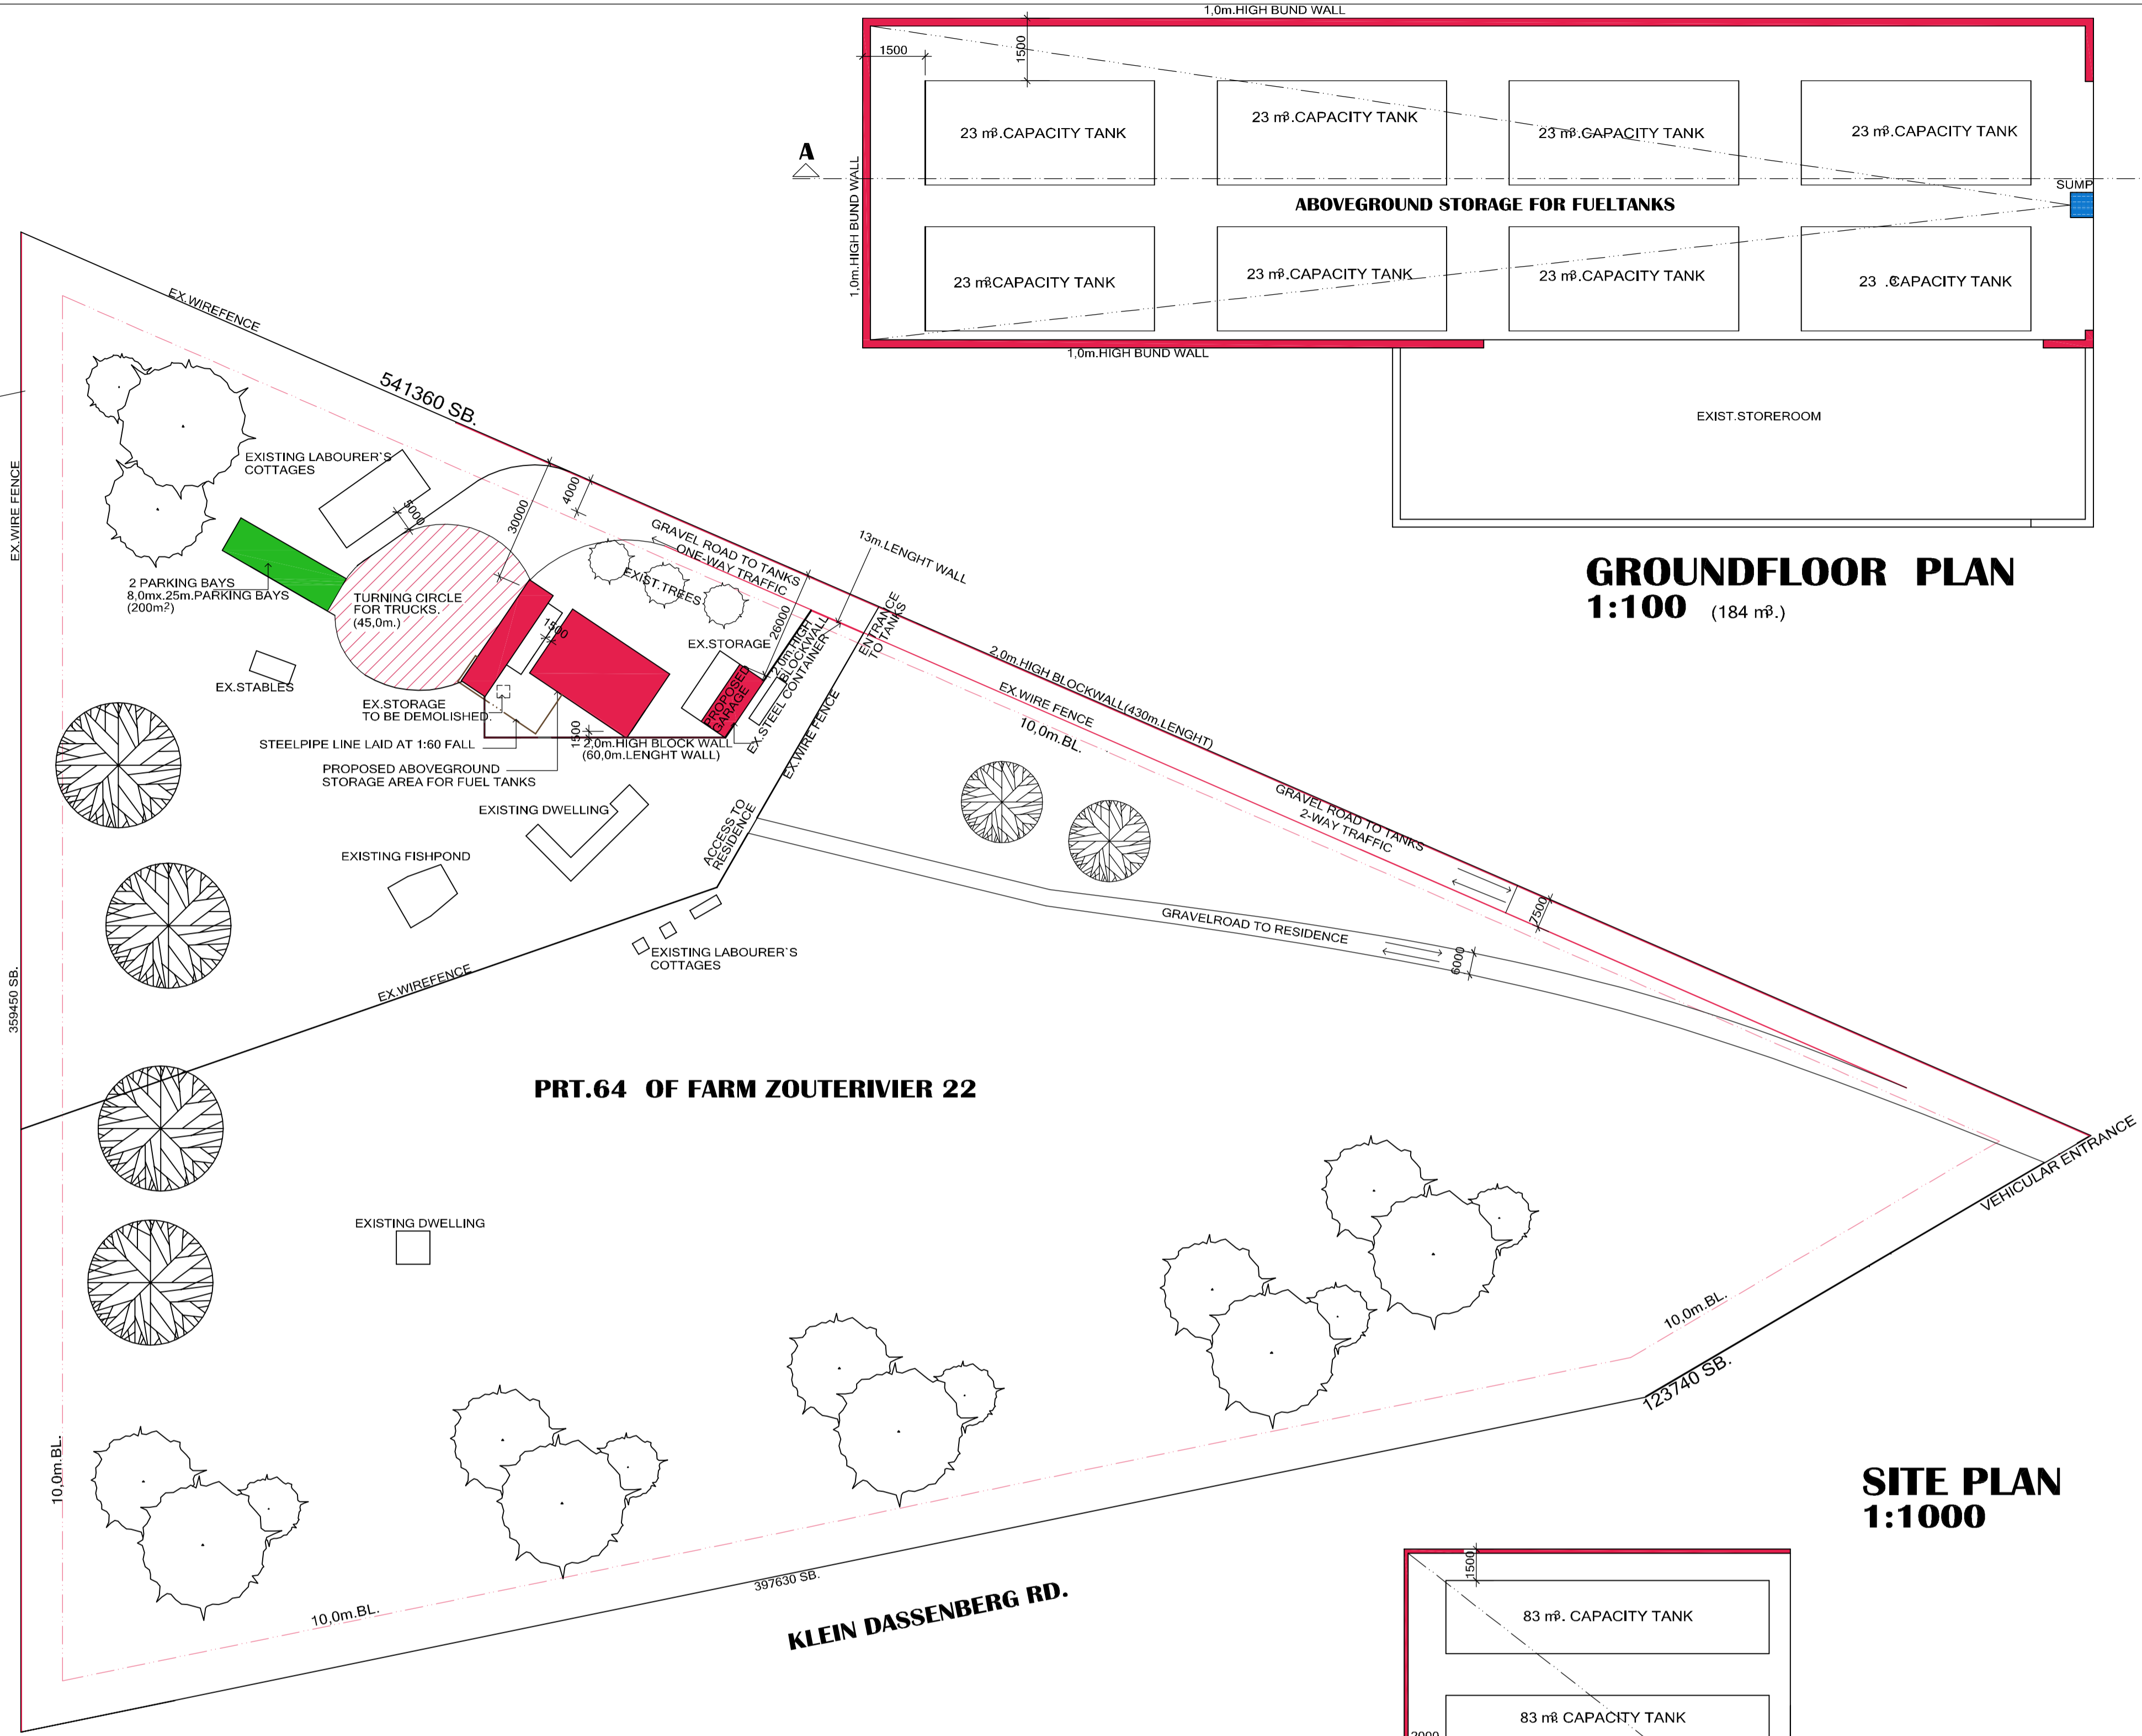 1,0m.HIGH BUND WALL
1500
1500
23 m³.CAPACITY TANK
23 m³.CAPACITY TANK
23 m³.CAPACITY TANK
23 m³.CAPACITY TANK
A
1,0m.HIGH BUND WALL
SUMP
ABOVEGROUND STORAGE FOR FUELTANKS
23 m³CAPACITY TANK
23 m³.CAPACITY TANK
23 m³.CAPACITY TANK
23 .CAPACITY TANK
1,0m.HIGH BUND WALL
EXIST.STOREROOM
GROUNDFLOOR PLAN
1:100 (184 m³.)
EX.WIREFENCE
541360 SB.
EX.WIRE FENCE
EXISTING LABOURER`S
COTTAGES
5000
30000
4000
GRAVEL ROAD TO TANKS
ONE-WAY TRAFFIC
13m.LENGHT WALL
EXIST.TREES
2 PARKING BAYS
8,0mx.25m.PARKING BAYS
(200m²)
TURNING CIRCLE
FOR TRUCKS.
(45,0m.)
1500
26000
ENTRANCE
TO TANKS
EX.STORAGE
2,0m.HIGH
BLOCKWALL
PROPOSED
GARAGE
EX.STEEL CONTAINER
EX.WIRE FENCE
2,0m.HIGH BLOCKWALL(430m.LENGHT)
EX.WIRE FENCE
10,0m.BL.
EX.STABLES
EX.STORAGE
TO BE DEMOLISHED.
STEELPIPE LINE LAID AT 1:60 FALL
1500
2,0m.HIGH BLOCK WALL
(60,0m.LENGHT WALL)
PROPOSED ABOVEGROUND
STORAGE AREA FOR FUEL TANKS
EXISTING DWELLING
ACCESS TO
RESIDENCE
EXISTING FISHPOND
GRAVEL ROAD TO TANKS
2-WAY TRAFFIC
7500
GRAVELROAD TO RESIDENCE
6000
EXISTING LABOURER`S
COTTAGES
EX.WIREFENCE
359450 SB.
PRT.64 OF FARM ZOUTERIVIER 22
VEHICULAR ENTRANCE
EXISTING DWELLING
10,0m.BL.
123740 SB.
10,0m.BL.
SITE PLAN
1:1000
397630 SB.
10,0m.BL.
KLEIN DASSENBERG RD.
1500
83 m³. CAPACITY TANK
83 m³ CAPACITY TANK